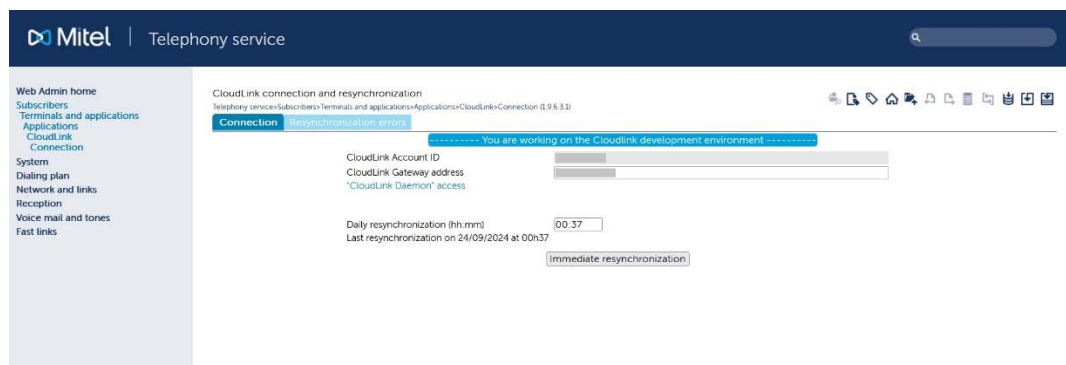 Mitel | Telephony service
Web Admin home
Subscribers
Terminals and applications
Applications
CloudLink
Connection
System
Dialing plan
Network and links
Reception
Voice mail and tones
Fast links
CloudLink connection and resynchronization
Telephony service>Subscribers>Terminals and applications>Applications>CloudLink>Connection (1.9.6.3.1)
Connection Resynchronization errors
---------- You are working on the Cloudlink development environment ----------
CloudLink Account ID
CloudLink Gateway address
"CloudLink Daemon" access
Daily resynchronization (hh:mm) 00:37
Last resynchronization on 24/09/2024 at 00h37
Immediate resynchronization